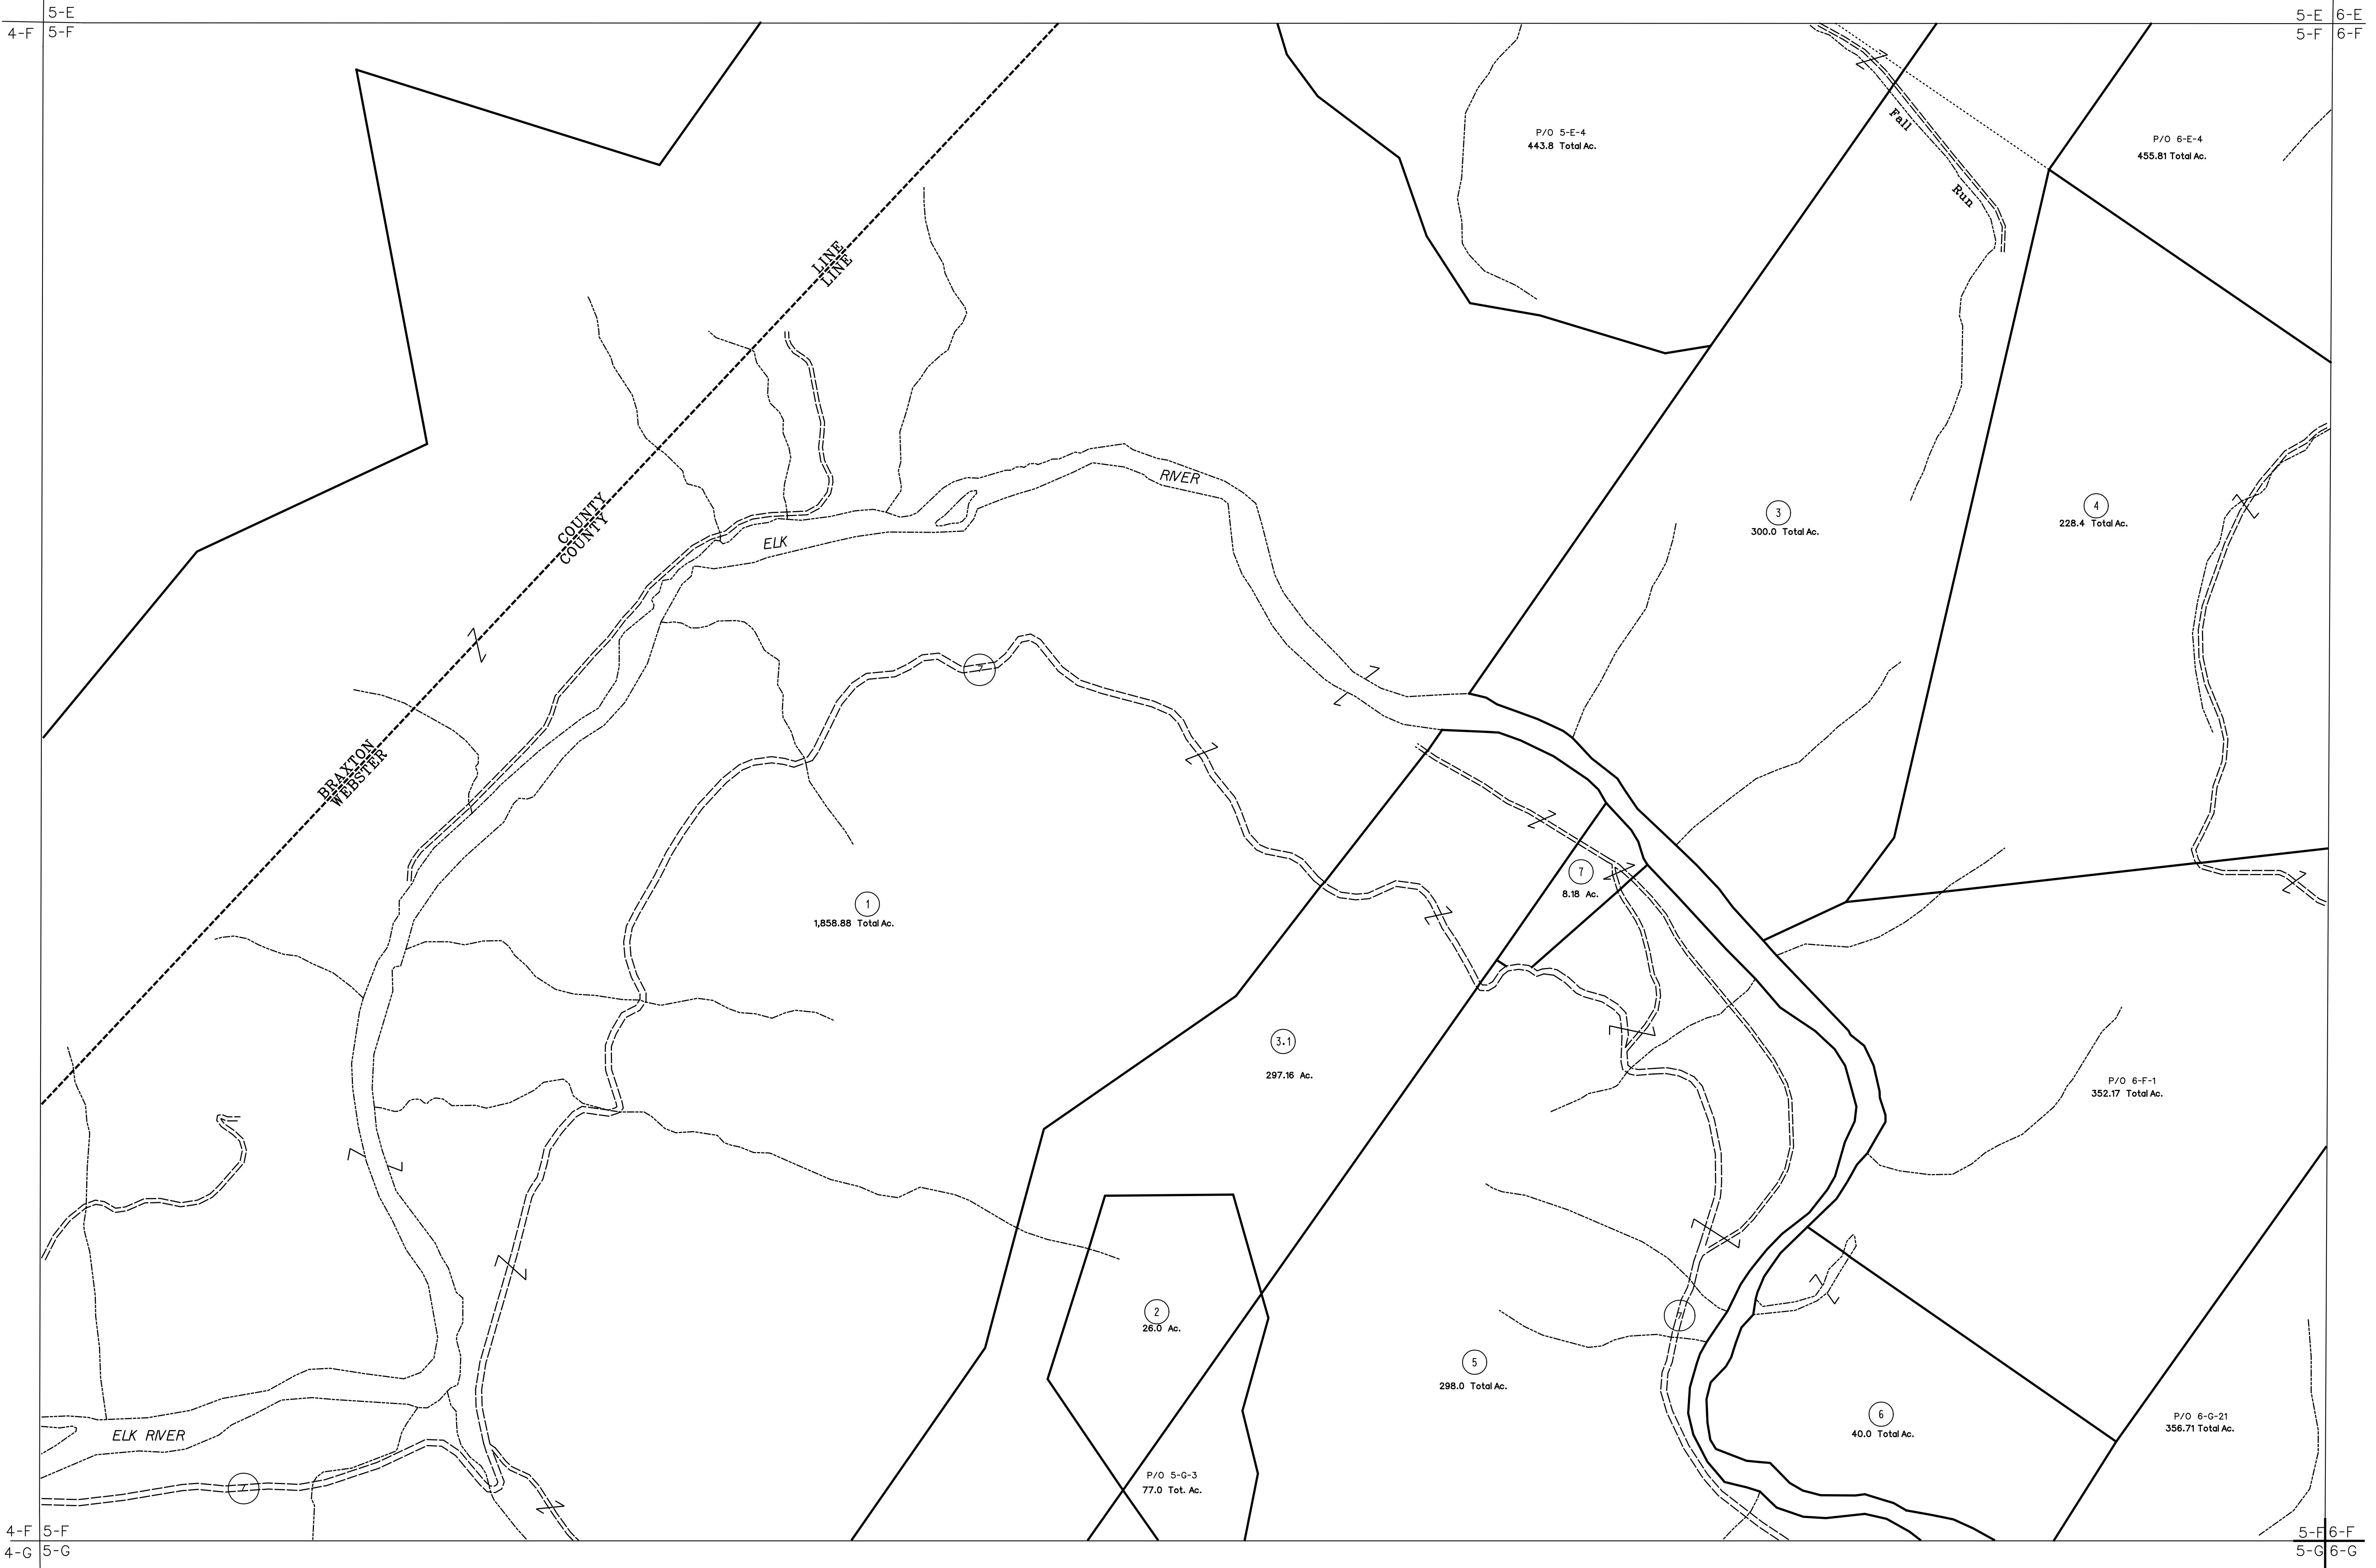 5-E
5-E 6-E
4-F 5-F
5-F 6-F
Fall
Run
P/O 5-E-4
443.8 Total Ac.
P/O 6-E-4
455.81 Total Ac.
LINE
LINE
RIVER
COUNTY
COUNTY
ELK
3
300.0 Total Ac.
4
228.4 Total Ac.
7
BRAXTON
WEBSTER
7
8.18 Ac.
1
1,858.88 Total Ac.
3.1
297.16 Ac.
P/O 6-F-1
352.17 Total Ac.
2
26.0 Ac.
7
5
298.0 Total Ac.
6
40.0 Total Ac.
P/O 6-G-21
356.71 Total Ac.
ELK RIVER
7
P/O 5-G-3
77.0 Tot. Ac.
4-F 5-F
5-F 6-F
4-G 5-G
5-G 6-G